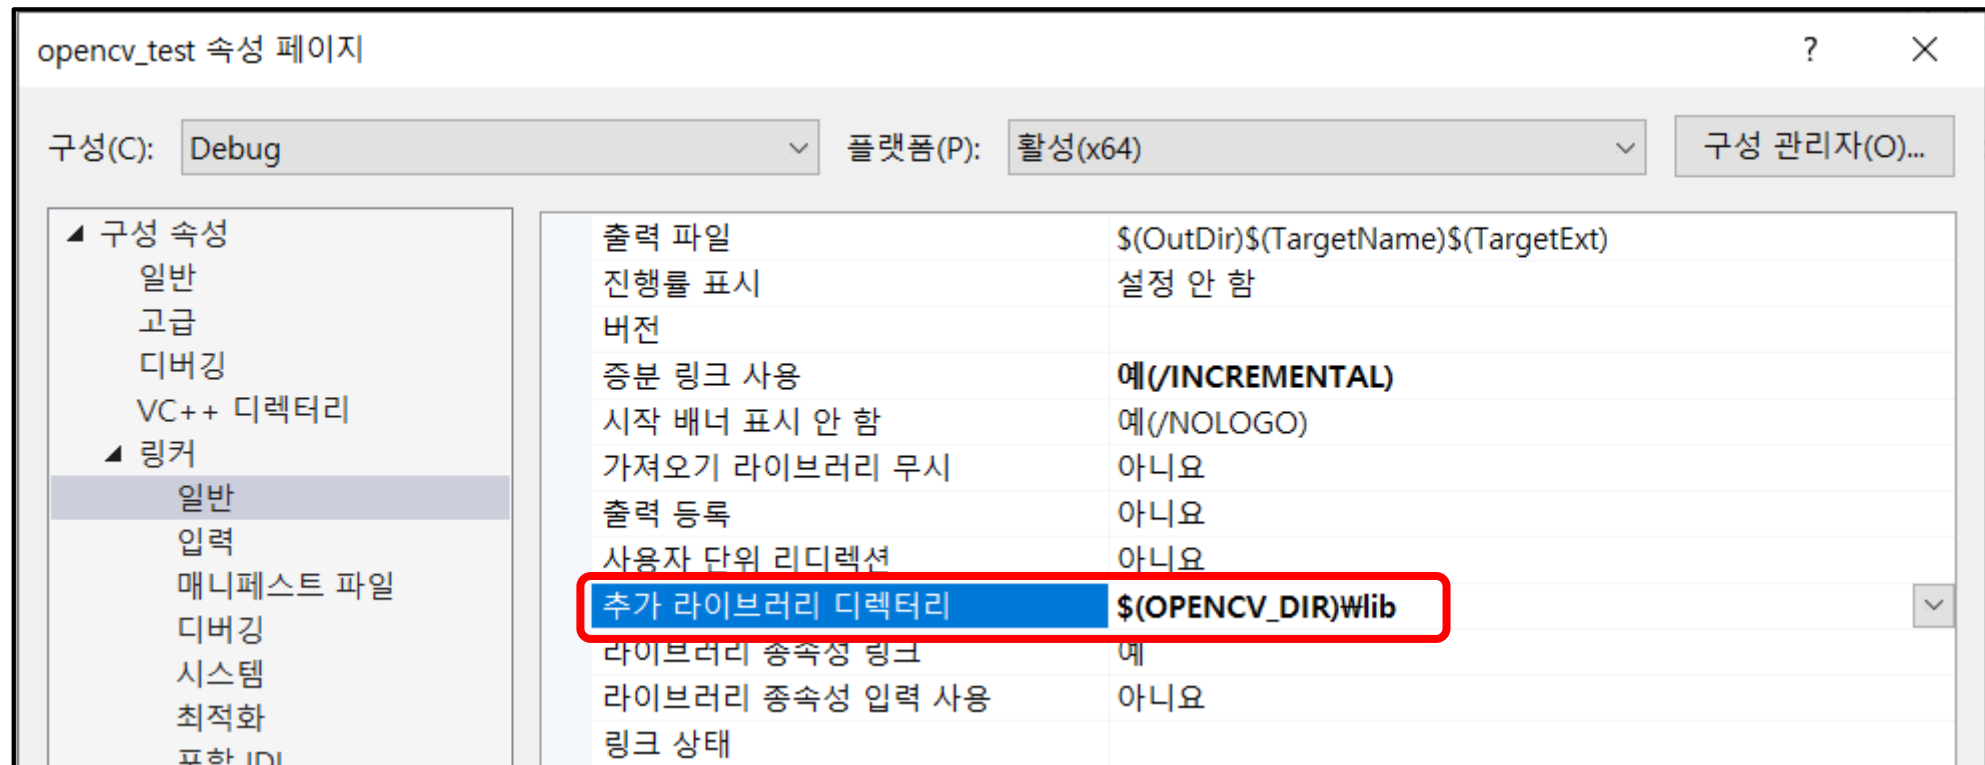 opencv_test 속성 페이지
?
구성(C): Debug 플랫폼(P): 활성(x64) 구성 관리자(O)...
구성 속성
일반
고급
디버깅
VC++ 디렉터리
링커
일반
입력
매니페스트 파일
디버깅
시스템
최적화
포함 IDL
출력 파일 $(OutDir)$(TargetName)$(TargetExt)
진행률 표시 설정 안 함
버전
증분 링크 사용 예(/INCREMENTAL)
시작 배너 표시 안 함 예(/NOLOGO)
가져오기 라이브러리 무시 아니요
출력 등록 아니요
사용자 단위 리디렉션 아니요
추가 라이브러리 디렉터리 $(OPENCV_DIR)₩lib
라이브러리 종속성 링크 예
라이브러리 종속성 입력 사용 아니요
링크 상태